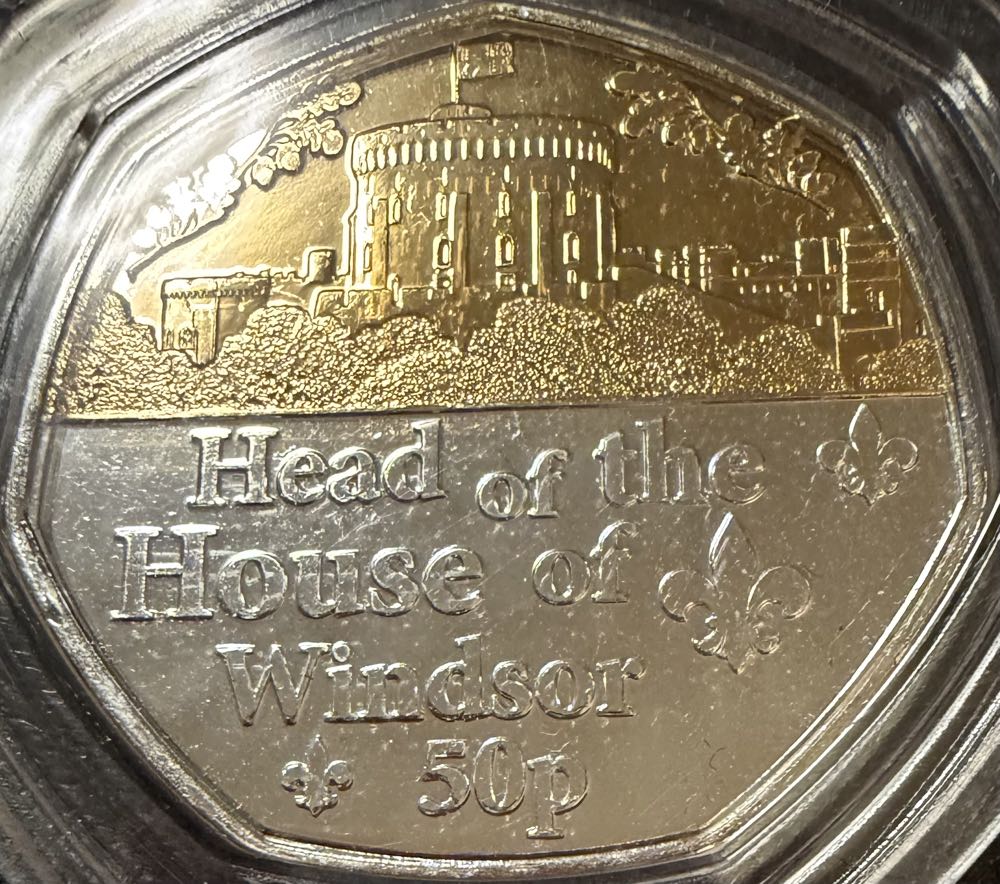 Head of the
House of
Windsor
50p